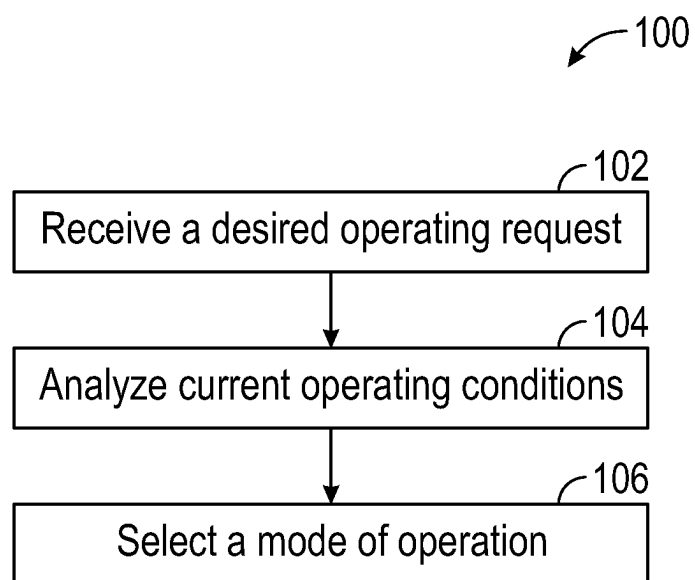 100
102
Receive a desired operating request
104
Analyze current operating conditions
106
Select a mode of operation